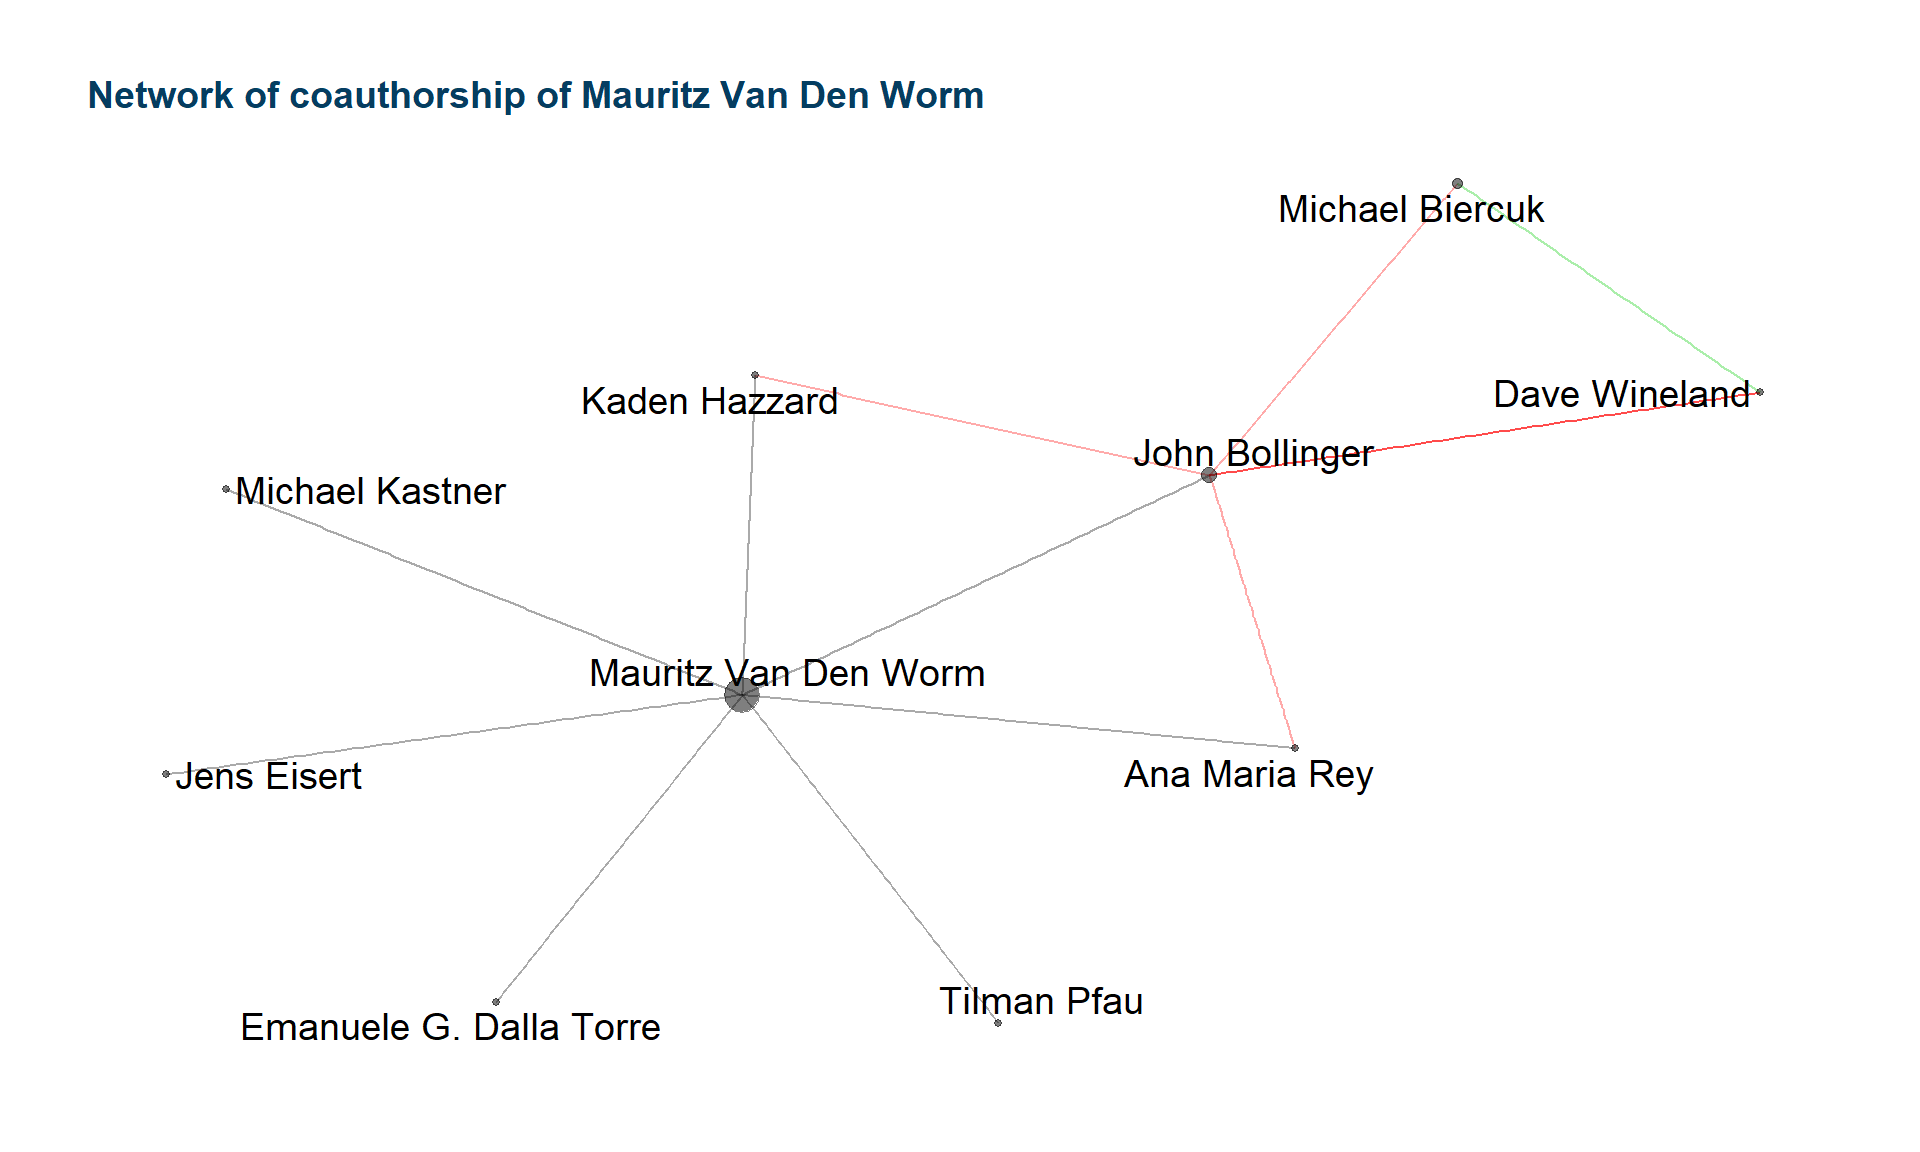 Network of coauthorship of Mauritz Van Den Worm
Michael Biercuk
Dave Wineland
Kaden Hazzard
John Bollinger
Michael Kastner
Mauritz Van Den Worm
Jens Eisert
Ana Maria Rey
Tilman Pfau
Emanuele G. Dalla Torre